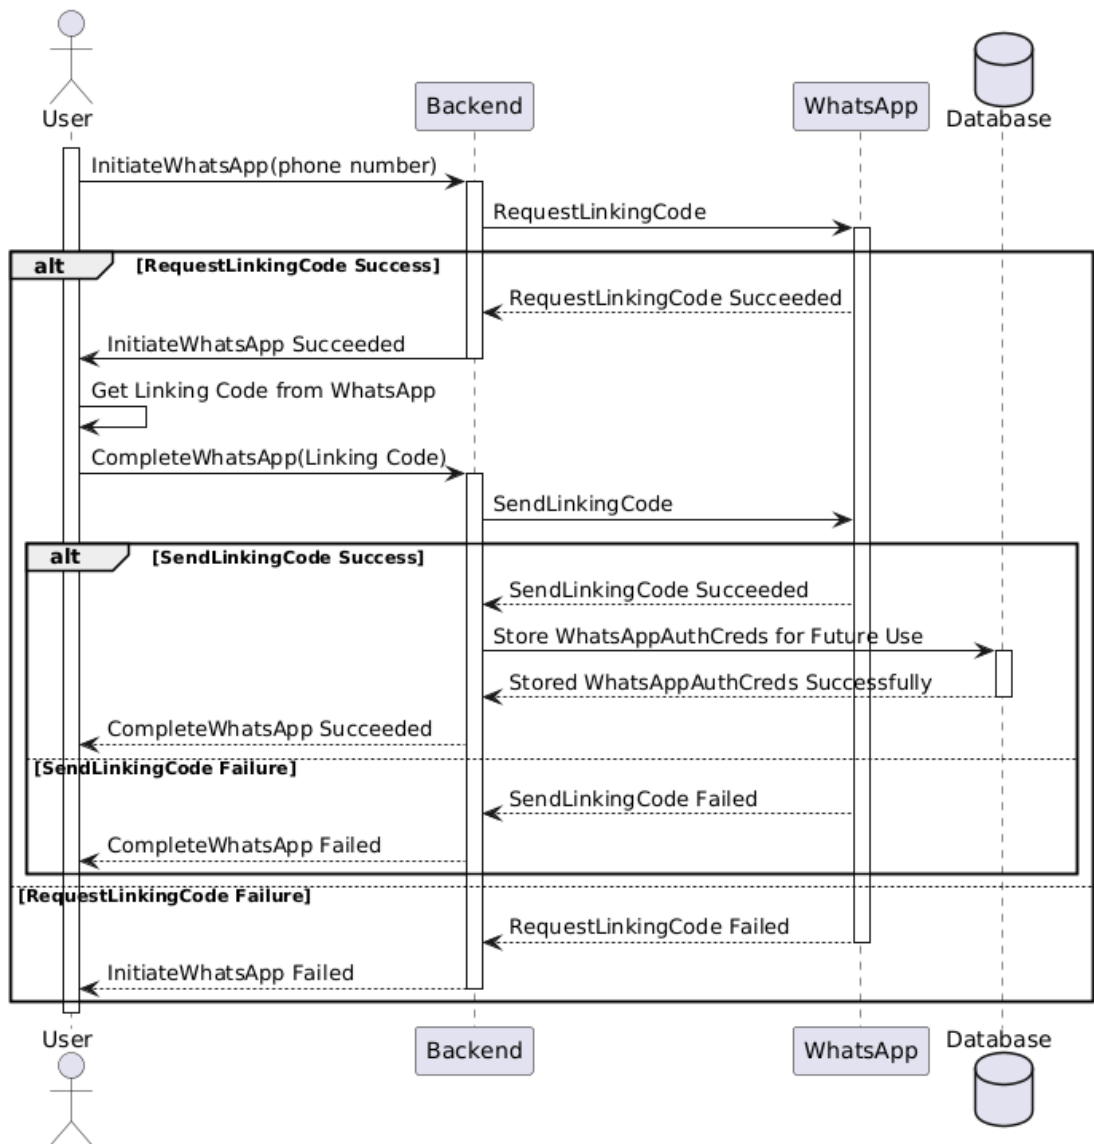 User
Backend
WhatsApp
Database
InitiateWhatsApp(phone number)
RequestLinkingCode
alt
[RequestLinkingCode Success]
RequestLinkingCode Succeeded
InitiateWhatsApp Succeeded
Get Linking Code from WhatsApp
CompleteWhatsApp(Linking Code)
SendLinkingCode
alt
[SendLinkingCode Success]
SendLinkingCode Succeeded
Store WhatsAppAuthCreds for Future Use
Stored WhatsAppAuthCreds Successfully
CompleteWhatsApp Succeeded
[SendLinkingCode Failure]
SendLinkingCode Failed
CompleteWhatsApp Failed
[RequestLinkingCode Failure]
RequestLinkingCode Failed
InitiateWhatsApp Failed
User
Backend
WhatsApp
Database